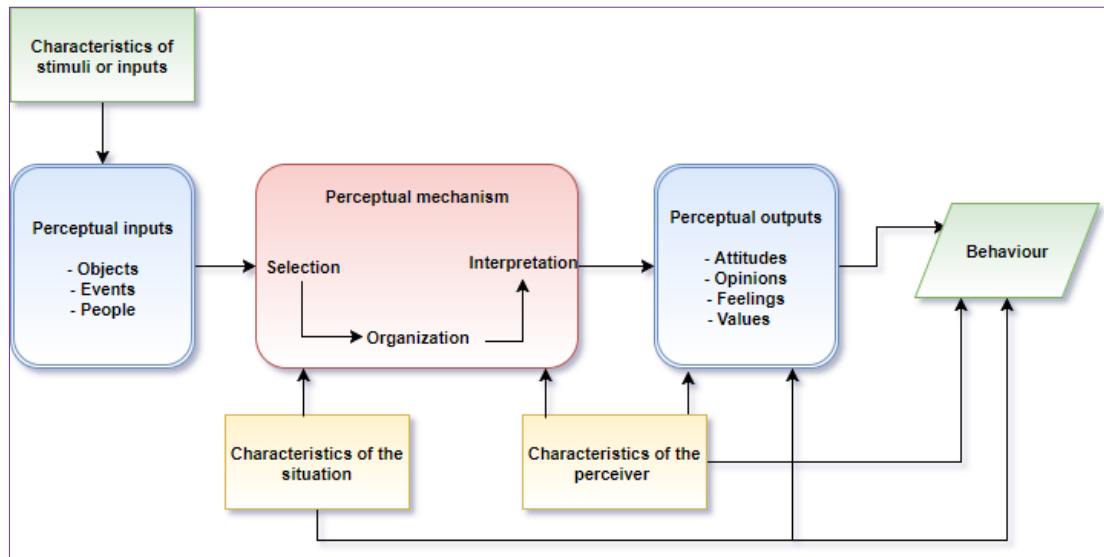 Characteristics of
stimuli or inputs
Perceptual inputs
- Objects
- Events
- People
Perceptual mechanism
Selection
Organization
Interpretation
Perceptual outputs
- Attitudes
- Opinions
- Feelings
- Values
Behaviour
Characteristics of the
situation
Characteristics of the
perceiver